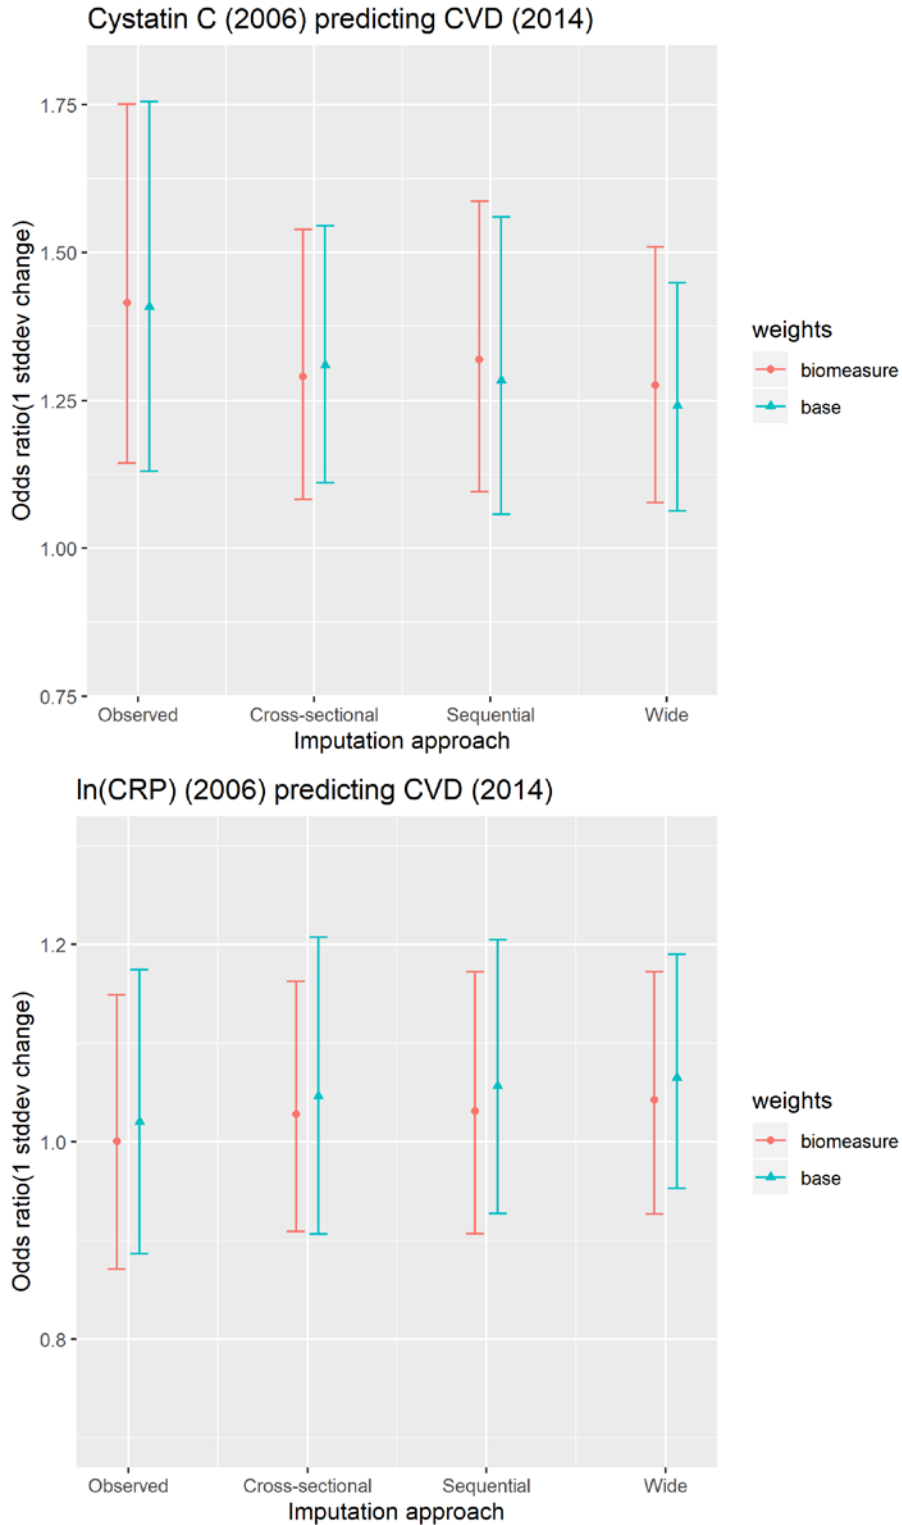 Cystatin C (2006) predicting CVD (2014)
Odds ratio(1 stddev change)
1.75
1.50
1.25
1.00
0.75
Observed Cross-sectional Sequential Wide
Imputation approach
weights
biomeasure
base
ln(CRP) (2006) predicting CVD (2014)
Odds ratio(1 stddev change)
1.2
1.0
0.8
Observed Cross-sectional Sequential Wide
Imputation approach
weights
biomeasure
base